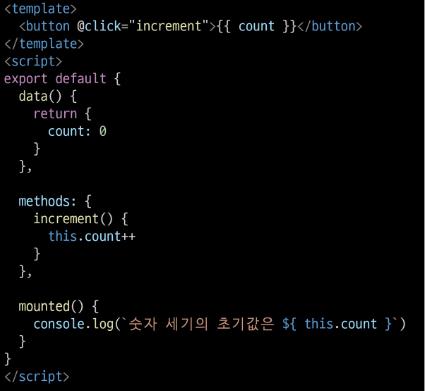 <template>
  <button @click="increment">{{ count }}</button>
</template>
<script>
export default {
  data() {
    return {
      count: 0
    }
  },

  methods: {
    increment() {
      this.count++
    }
  },

  mounted() {
    console.log(`숫자 세기의 초기값은 ${ this.count }`)
  }
}
</script>